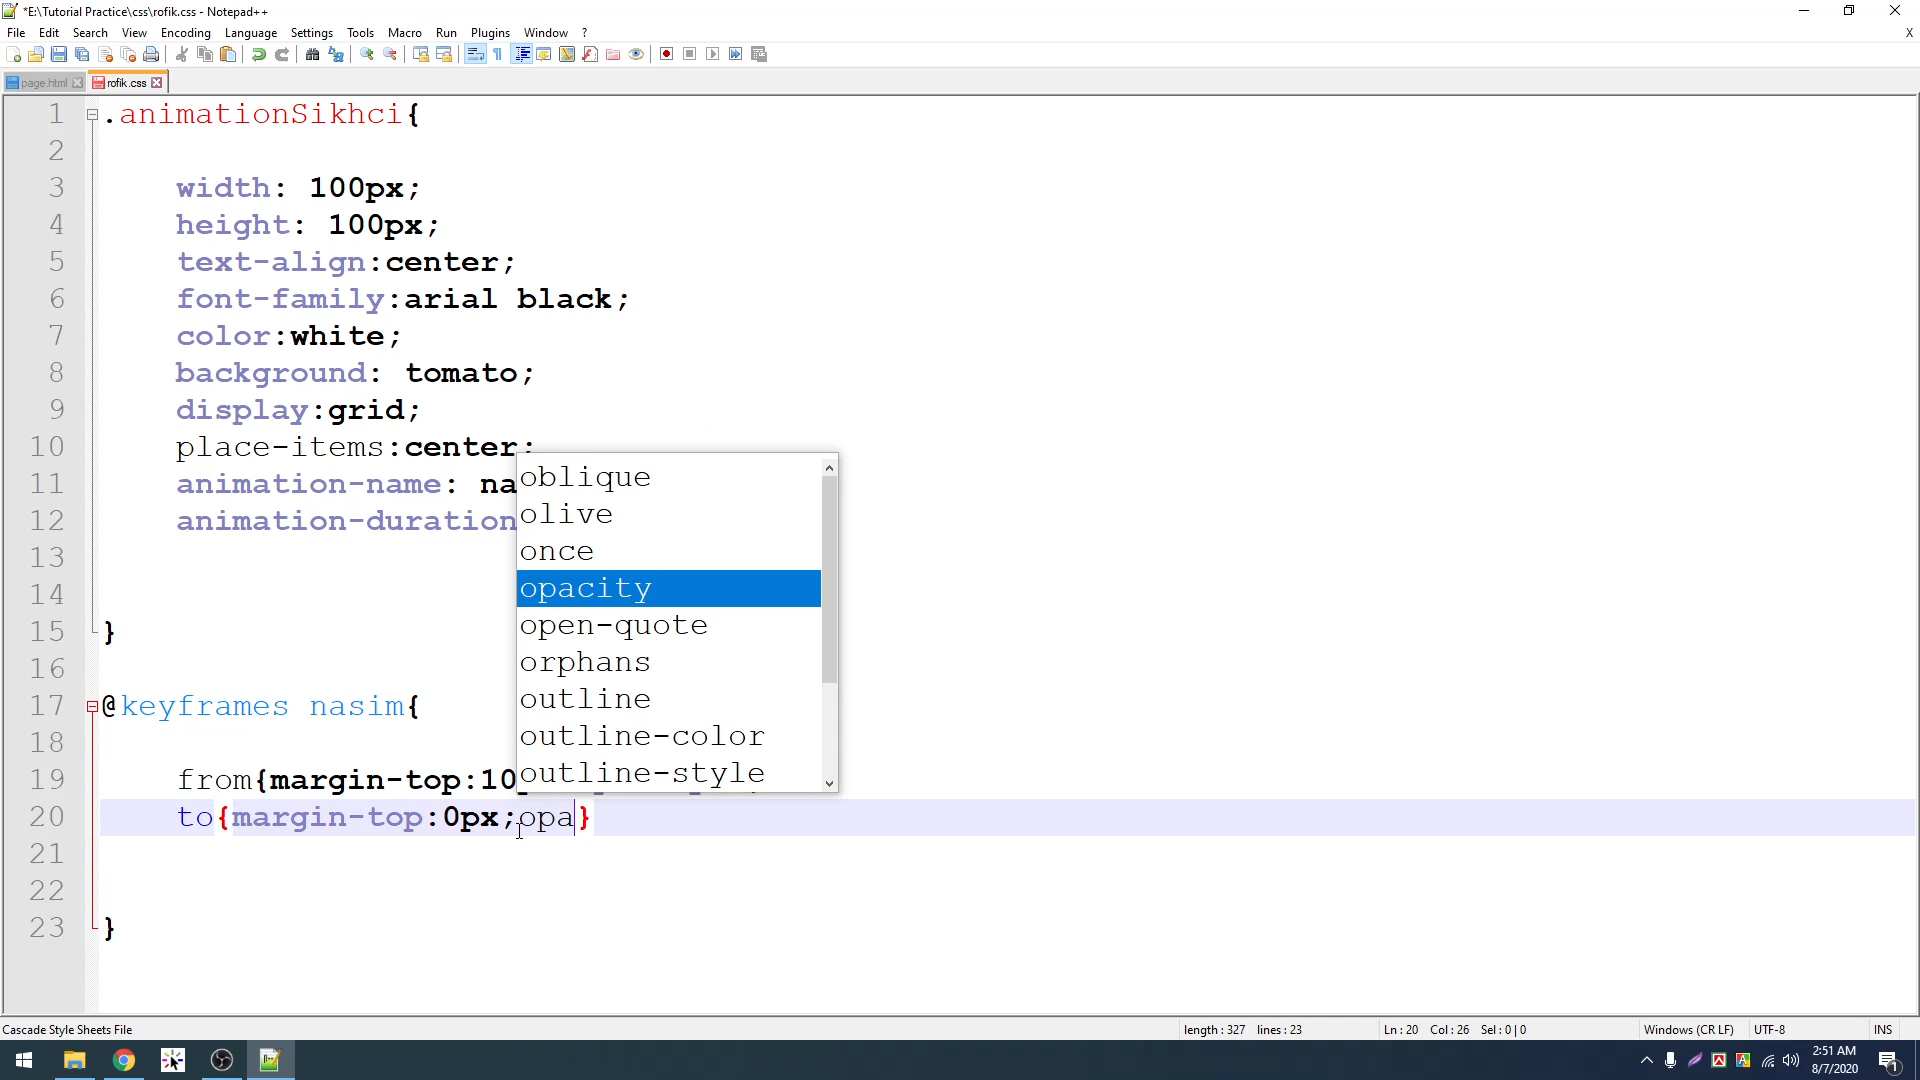 *E:\Tutorial Practice\css\rofik.css - Notepad++
File Edit Search View Encoding Language Settings Tools Macro Run Plugins Window ? X
page.html rofik.css
1 .animationSikhci{
2
3 width: 100px;
4 height: 100px;
5 text-align:center;
6 font-family:arial black;
7 color:white;
8 background: tomato;
9 display:grid;
10 place-items:center;
11 animation-name: na
12 animation-duration
13
14
15 }
16
17 @keyframes nasim{
18
19 from{margin-top:10
20 to{margin-top:0px;opa}
21
22
23 }
oblique
olive
once
opacity
open-quote
orphans
outline
outline-color
outline-style
Cascade Style Sheets File length : 327 lines : 23 Ln : 20 Col : 26 Sel : 0 | 0 Windows (CR LF) UTF-8 INS
2:51 AM
8/7/2020
1